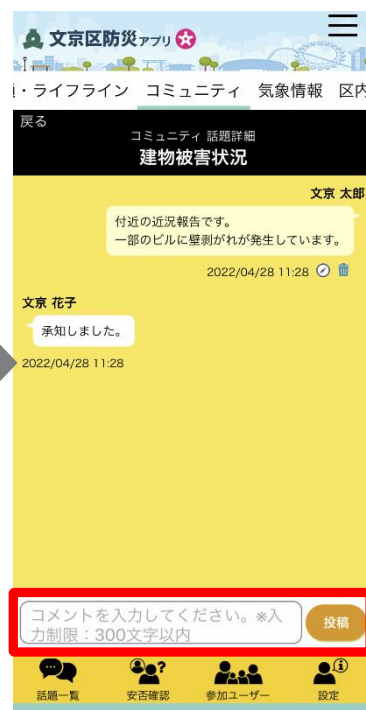 文京区防災アプリ
・ライフライン コミュニティ 気象情報 区内
戻る
コミュニティ 話題詳細
建物被害状況
文京 太郎
付近の近況報告です。
一部のビルに壁剥がれが発生しています。
2022/04/28 11:28
文京 花子
承知しました。
2022/04/28 11:28
コメントを入力してください。※入
力制限：300文字以内
投稿
話題一覧 安否確認 参加ユーザー 設定